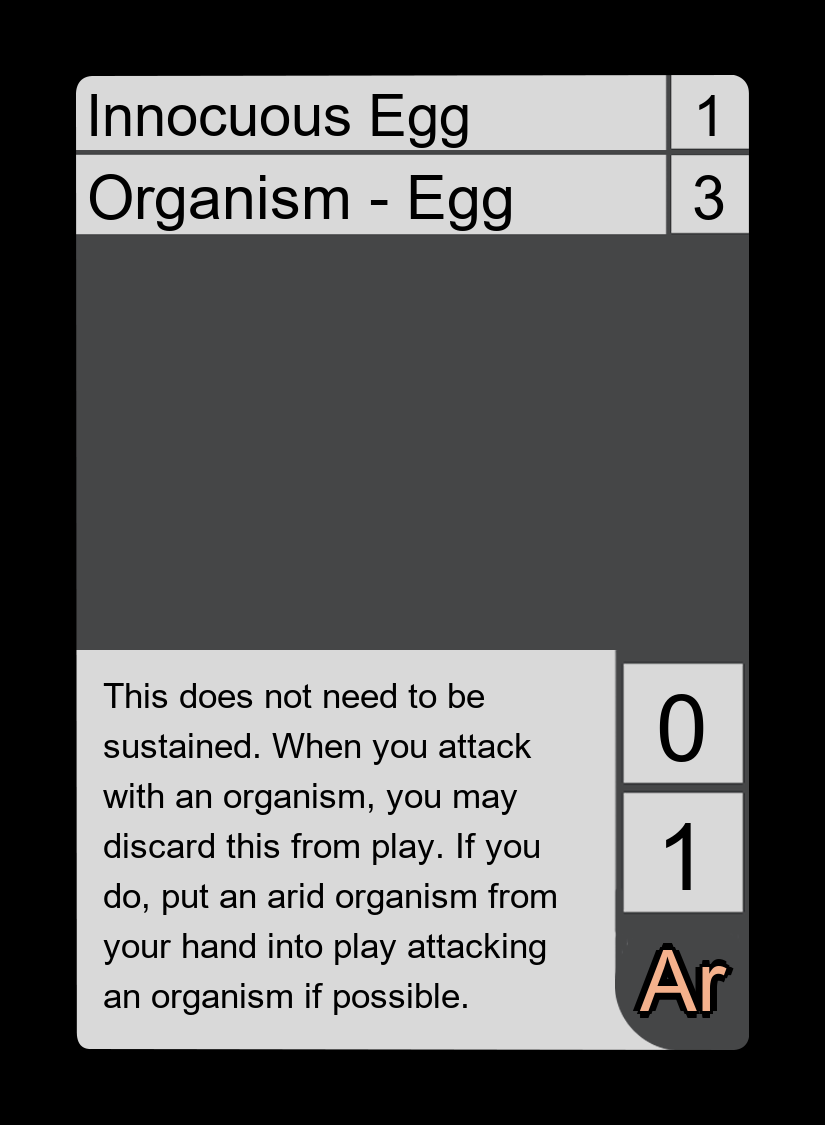 Innocuous Egg 1
Organism - Egg 3
This does not need to be
sustained. When you attack
with an organism, you may
discard this from play. If you
do, put an arid organism from
your hand into play attacking
an organism if possible.
0
1
Ar